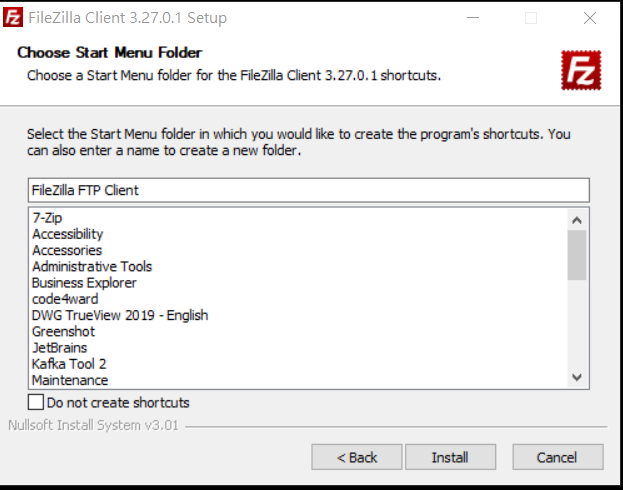 FileZilla Client 3.27.0.1 Setup
Choose Start Menu Folder
Choose a Start Menu folder for the FileZilla Client 3.27.0.1 shortcuts.
Select the Start Menu folder in which you would like to create the program's shortcuts. You
can also enter a name to create a new folder.
FileZilla FTP Client
7-Zip
Accessibility
Accessories
Administrative Tools
Business Explorer
code4ward
DWG TrueView 2019 - English
Greenshot
JetBrains
Kafka Tool 2
Maintenance
Do not create shortcuts
Nullsoft Install System v3.01
< Back
Install
Cancel